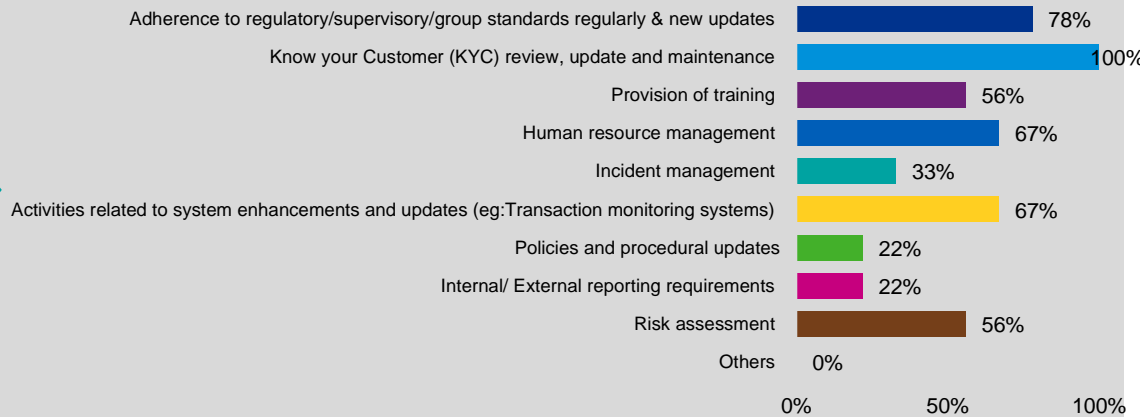 Adherence to regulatory/supervisory/group standards regularly & new updates 78%
Know your Customer (KYC) review, update and maintenance 100%
Provision of training 56%
Human resource management 67%
Incident management 33%
Activities related to system enhancements and updates (eg:Transaction monitoring systems) 67%
Policies and procedural updates 22%
Internal/ External reporting requirements 22%
Risk assessment 56%
Others 0%
0% 50% 100%